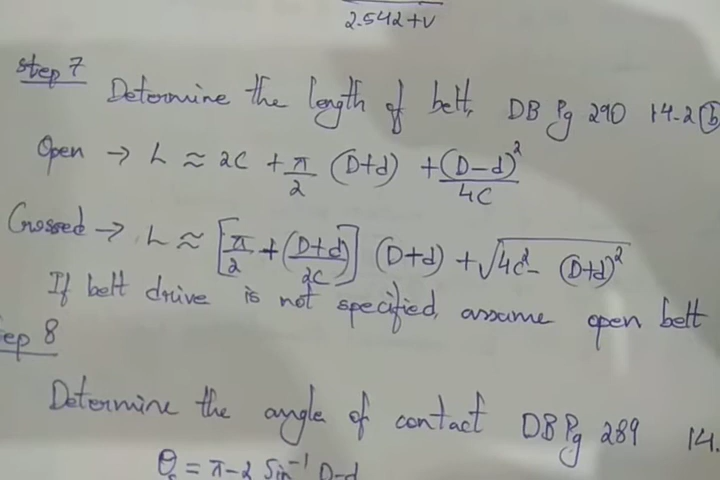 2.542+V
Step 7
Determine the length of belt, DB Pg 290 14-2(b
Open → L ≈ 2C + π/2 (D+d) + (D-d)²/4C
Crossed → L ≈ [π/2 + (D+d)/2C] (D+d) + √4C² - (D+d)²
If belt drive is not specified, assume open belt
ep 8
Determine the angle of contact DB Pg 289 14.
θs = π-2 Sin⁻¹ D-d